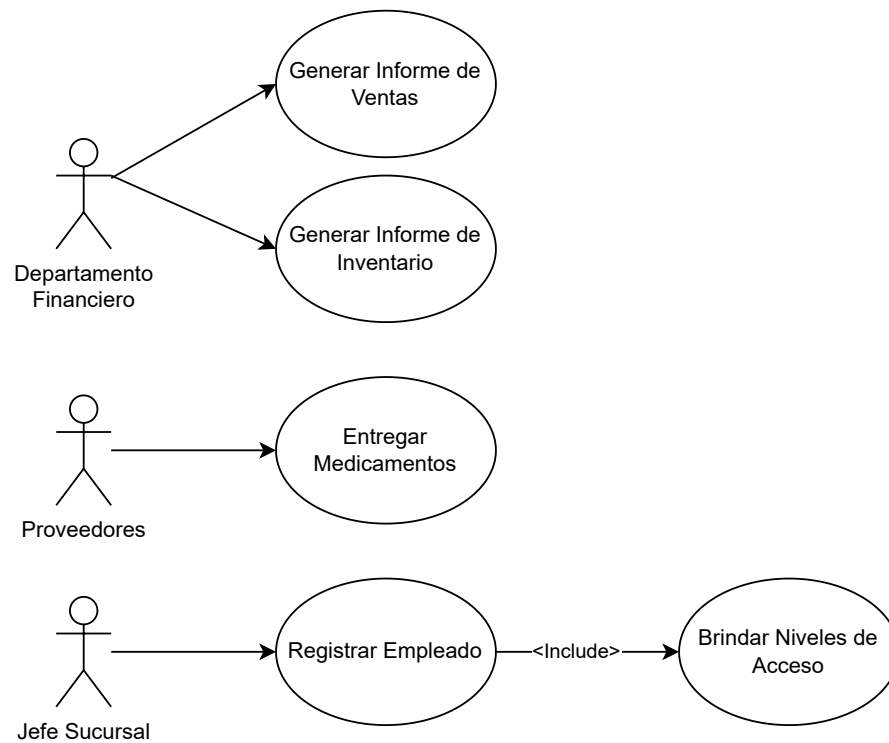 Generar Informe de
Ventas
Departamento
Financiero
Generar Informe de
Inventario
Proveedores
Entregar
Medicamentos
Jefe Sucursal
Registrar Empleado
<Include>
Brindar Niveles de
Acceso